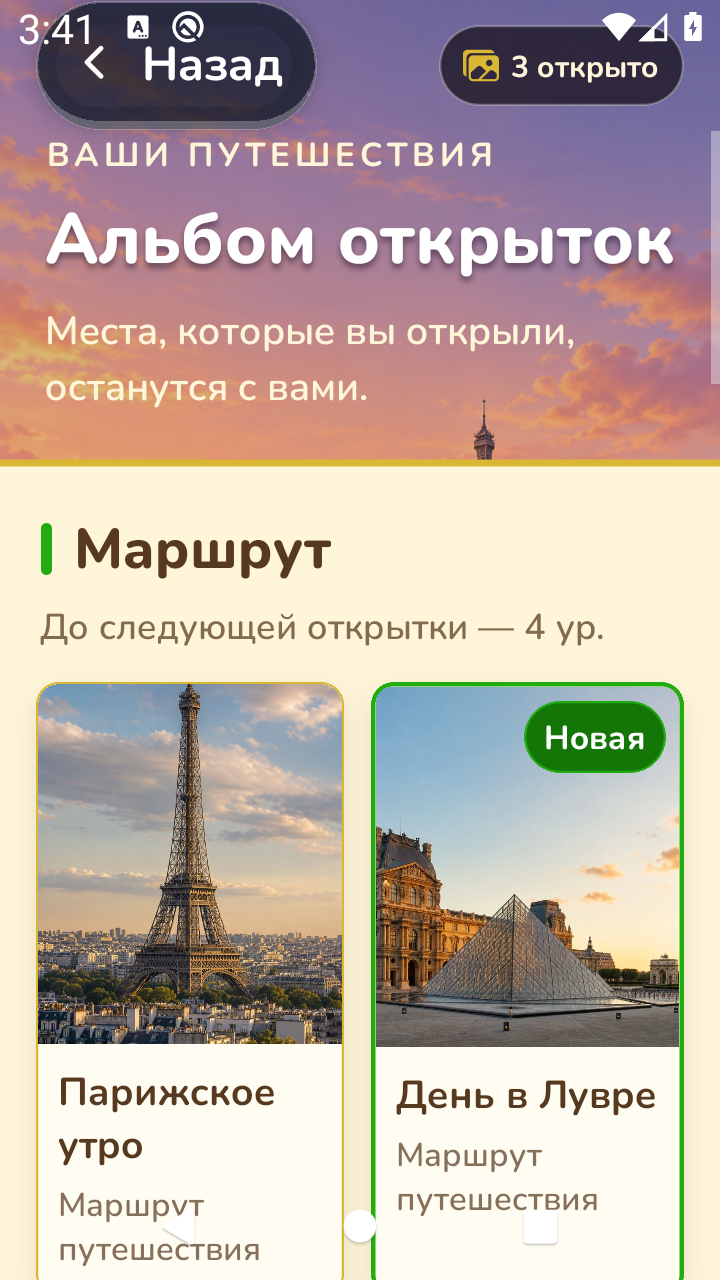 3:41
Назад
3 открыто
ВАШИ ПУТЕШЕСТВИЯ
Альбом открыток
Места, которые вы открыли,
останутся с вами.
Маршрут
До следующей открытки — 4 ур.
Новая
Парижское
утро
Маршрут
путешествия
День в Лувре
Маршрут
путешествия